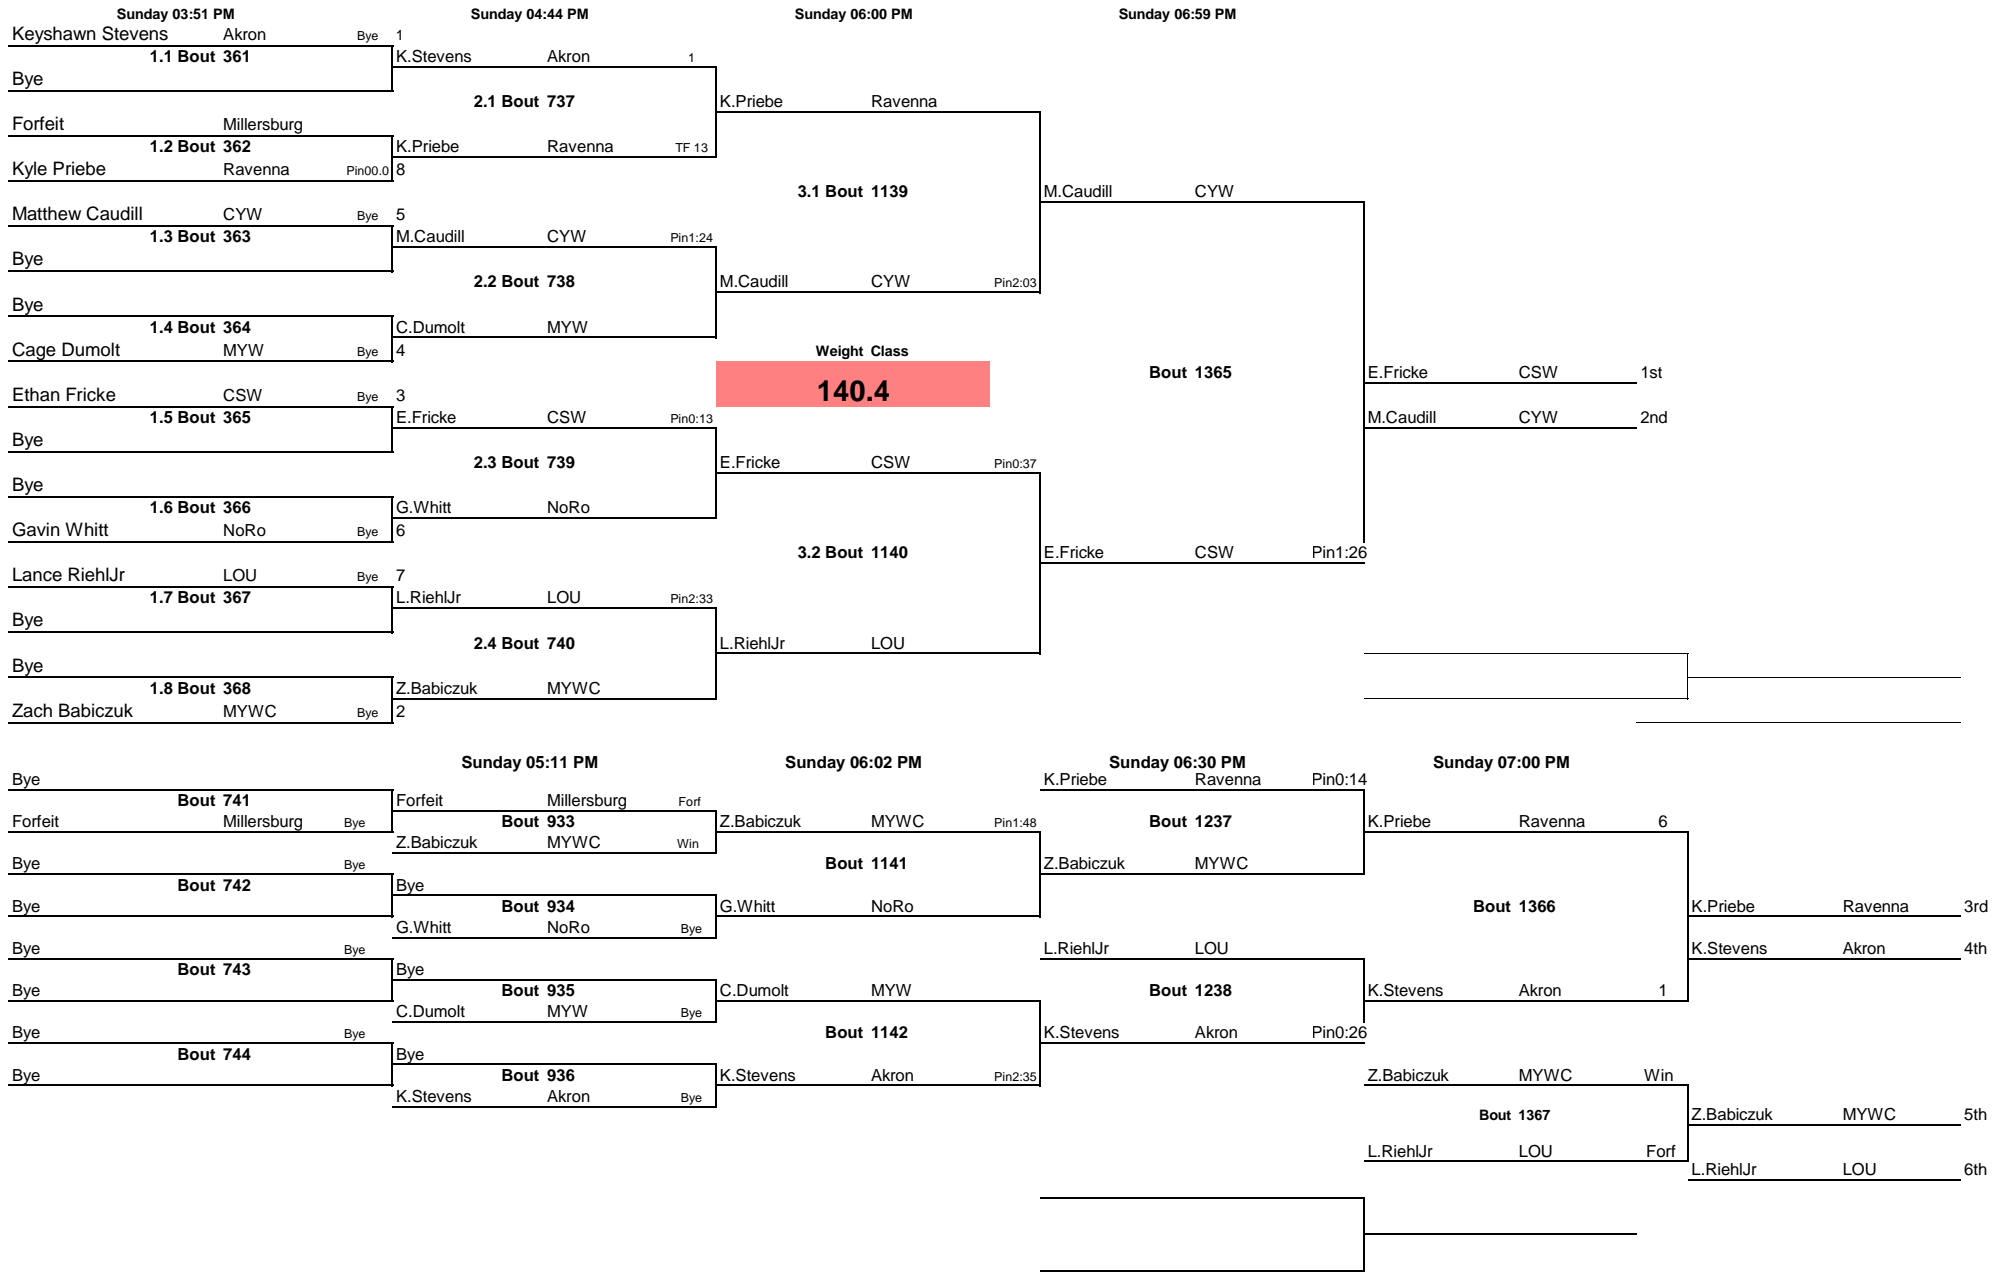 Sunday 03:51 PM Sunday 04:44 PM Sunday 06:00 PM Sunday 06:59 PM
Keyshawn Stevens Akron Bye 1
1.1 Bout 361 K.Stevens Akron 1
Bye
2.1 Bout 737 K.Priebe Ravenna
Forfeit Millersburg
1.2 Bout 362 K.Priebe Ravenna TF 13
Kyle Priebe Ravenna Pin00.0 8
3.1 Bout 1139 M.Caudill CYW
Matthew Caudill CYW Bye 5
1.3 Bout 363 M.Caudill CYW Pin1:24
Bye
2.2 Bout 738 M.Caudill CYW Pin2:03
Bye
1.4 Bout 364 C.Dumolt MYW
Cage Dumolt MYW Bye 4 Weight Class
Bout 1365 E.Fricke CSW 1st
Ethan Fricke CSW Bye 3 140.4
1.5 Bout 365 E.Fricke CSW Pin0:13 M.Caudill CYW 2nd
Bye
2.3 Bout 739 E.Fricke CSW Pin0:37
Bye
1.6 Bout 366 G.Whitt NoRo
Gavin Whitt NoRo Bye 6
3.2 Bout 1140 E.Fricke CSW Pin1:26
Lance RiehlJr LOU Bye 7
1.7 Bout 367 L.RiehlJr LOU Pin2:33
Bye
2.4 Bout 740 L.RiehlJr LOU
Bye
1.8 Bout 368 Z.Babiczuk MYWC
Zach Babiczuk MYWC Bye 2
Sunday 05:11 PM Sunday 06:02 PM Sunday 06:30 PM Sunday 07:00 PM
Bye K.Priebe Ravenna Pin0:14
Bout 741 Forfeit Millersburg Forf
Forfeit Millersburg Bye Bout 933 Z.Babiczuk MYWC Pin1:48 Bout 1237 K.Priebe Ravenna 6
Z.Babiczuk MYWC Win
Bye Bye Bout 1141 Z.Babiczuk MYWC
Bout 742 Bye
Bye Bout 934 G.Whitt NoRo Bout 1366 K.Priebe Ravenna 3rd
G.Whitt NoRo Bye
Bye Bye L.RiehlJr LOU K.Stevens Akron 4th
Bout 743 Bye
Bye Bout 935 C.Dumolt MYW Bout 1238 K.Stevens Akron 1
C.Dumolt MYW Bye
Bye Bye Bout 1142 K.Stevens Akron Pin0:26
Bout 744 Bye
Bye Bout 936 K.Stevens Akron Pin2:35 Z.Babiczuk MYWC Win
K.Stevens Akron Bye
Bout 1367 Z.Babiczuk MYWC 5th
L.RiehlJr LOU Forf
L.RiehlJr LOU 6th